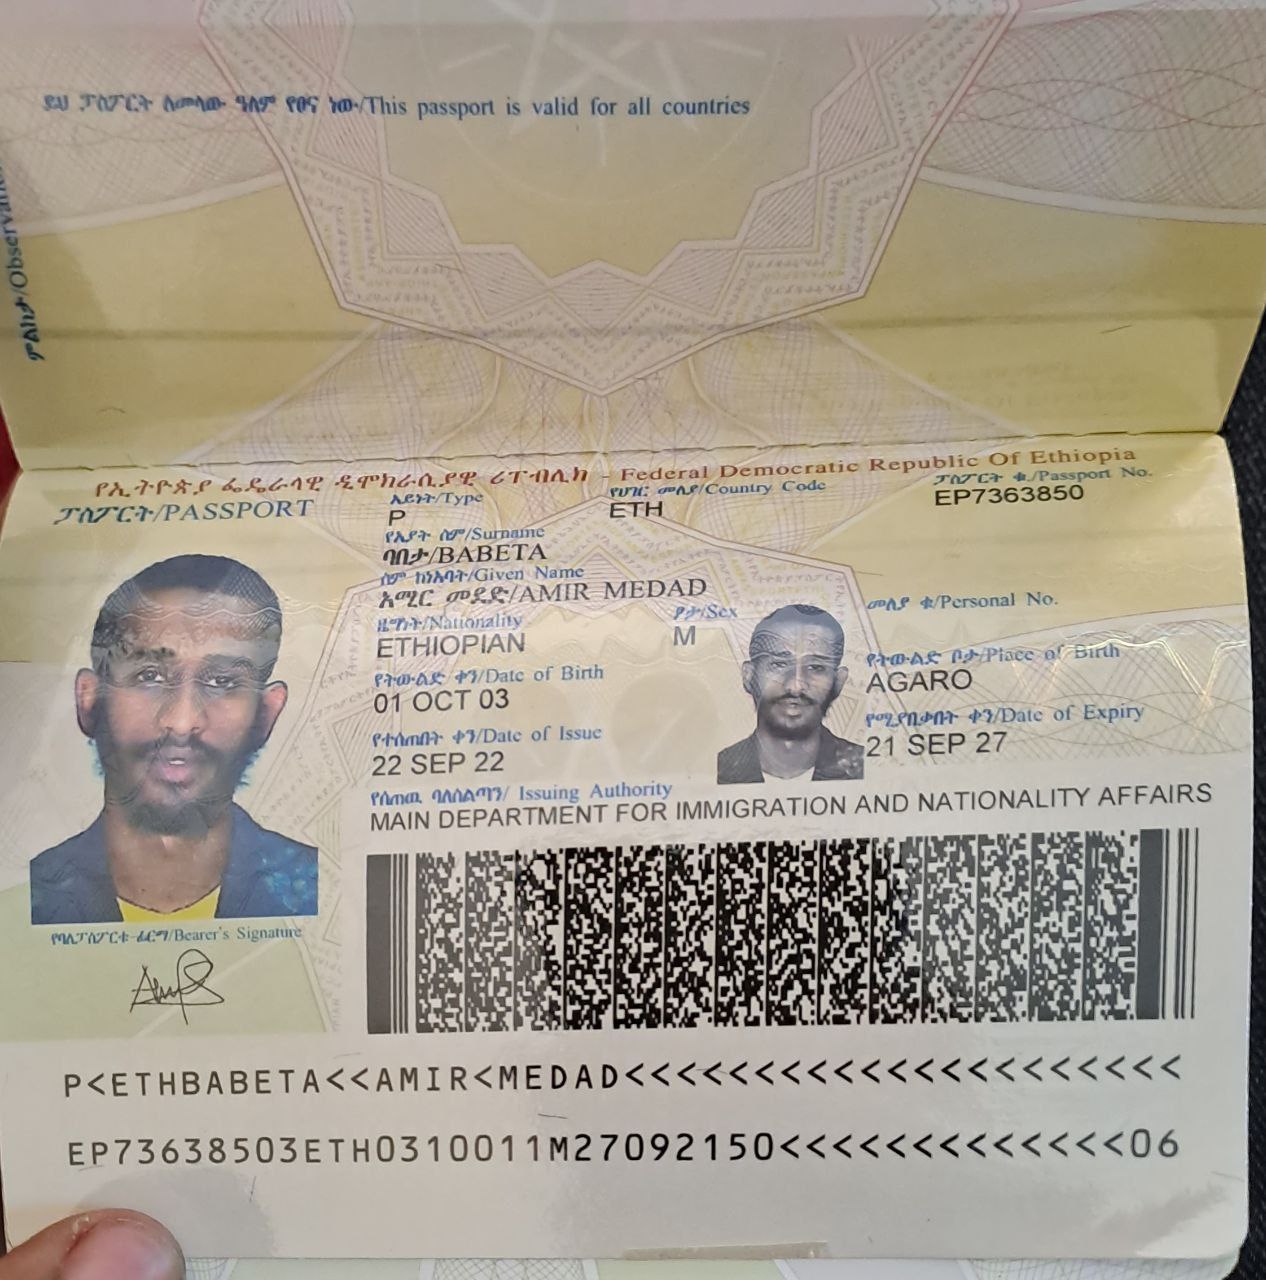 ይህ ፓስፖርት ለመላው ዓለም የፀና ነው/This passport is valid for all countries
ምልከታ/Observa
የኢትዮጵያ ፌዴራላዊ ዲሞክራሲያዊ ሪፐብሊክ - Federal Democratic Republic Of Ethiopia
ፓስፖርት/PASSPORT
አይነት/Type
P
የሀገር መለያ/Country Code
ETH
ፓስፖርት ቁ./Passport No.
EP7363850
የአያት ስም/Surname
ባበታ/BABETA
ስም ከነአባት/Given Name
አሚር መዳድ/AMIR MEDAD
ዜግነት/Nationality
ETHIOPIAN
ፆታ/Sex
M
መለያ ቁ/Personal No.
የትውልድ ቀን/Date of Birth
01 OCT 03
የትውልድ ቦታ/Place of Birth
AGARO
የተሰጠበት ቀን/Date of Issue
22 SEP 22
የሚያበቃበት ቀን/Date of Expiry
21 SEP 27
የሰጠዉ ባለስልጣን/ Issuing Authority
MAIN DEPARTMENT FOR IMMIGRATION AND NATIONALITY AFFAIRS
የባለፓስፖርቱ ፊርማ/Bearer's Signature
P<ETHBABETA<<AMIR<MEDAD<<<<<<<<<<<<<<<<<<<<<
EP73638503ETH0310011M27092150<<<<<<<<<<<<<06